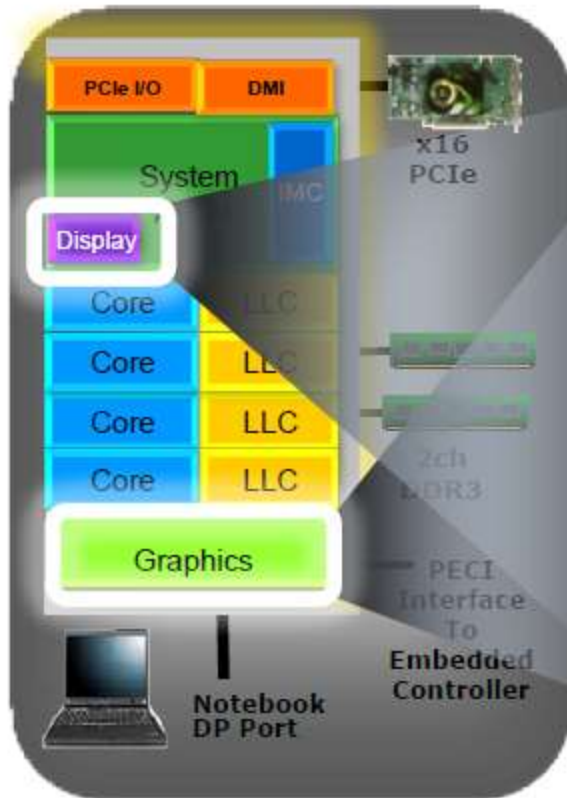 PCIe I/O
DMI
System
IMC
Display
Core
LLC
Core
LLC
Core
LLC
Core
LLC
Graphics
x16
PCIe
2ch
DDR3
PECI
Interface
To
Embedded
Controller
Notebook
DP Port